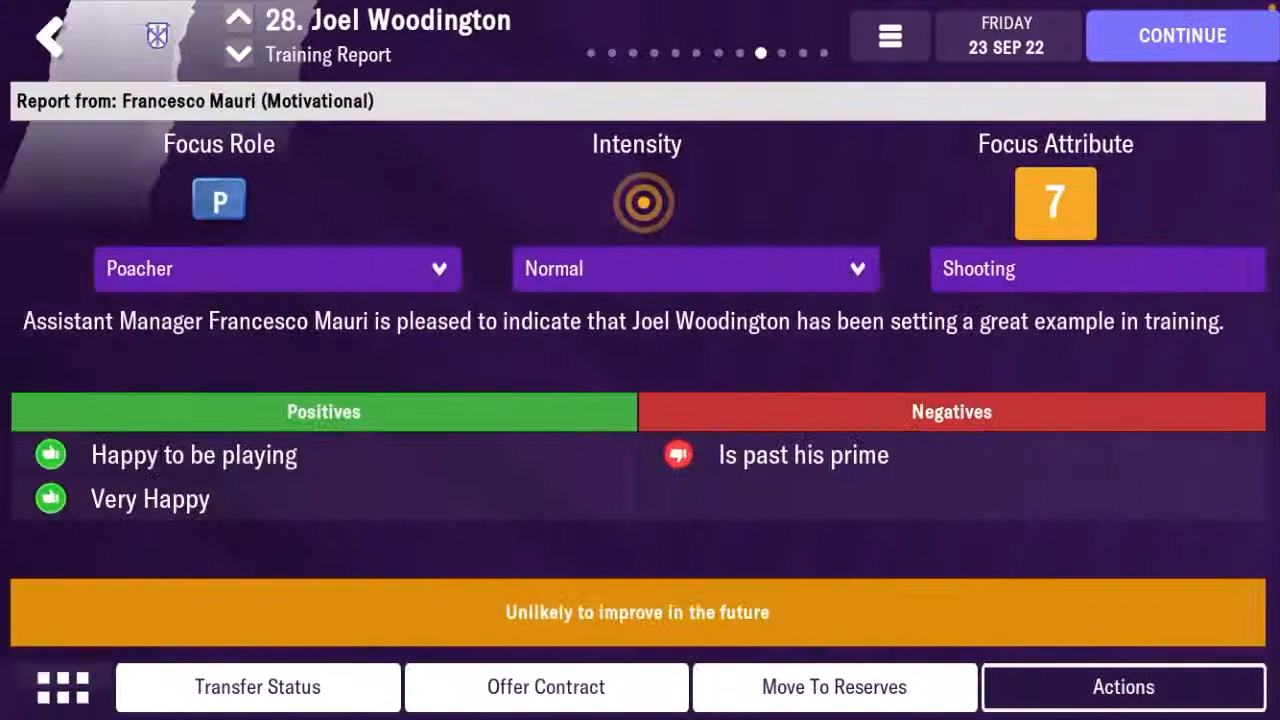 28. Joel Woodington
Training Report
FRIDAY
23 SEP 22
CONTINUE
Report from: Francesco Mauri (Motivational)
Focus Role
Intensity
Focus Attribute
P
7
Poacher
Normal
Shooting
Assistant Manager Francesco Mauri is pleased to indicate that Joel Woodington has been setting a great example in training.
Positives
Negatives
Happy to be playing
Is past his prime
Very Happy
Unlikely to improve in the future
Transfer Status
Offer Contract
Move To Reserves
Actions